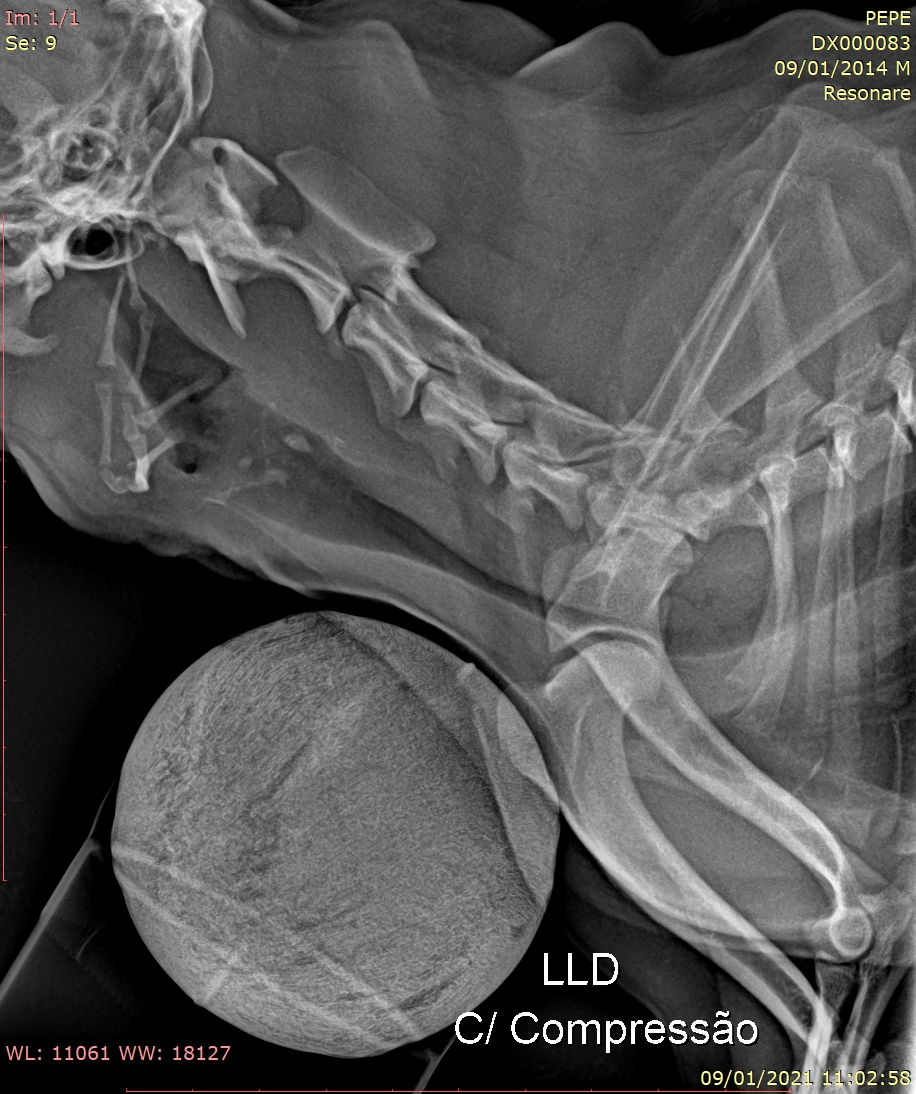 Im: 1/1
Se: 9
PEPE
DX000083
09/01/2014 M
Resonare
LLD
C/ Compressão
WL: 11061 WW: 18127
09/01/2021 11:02:58